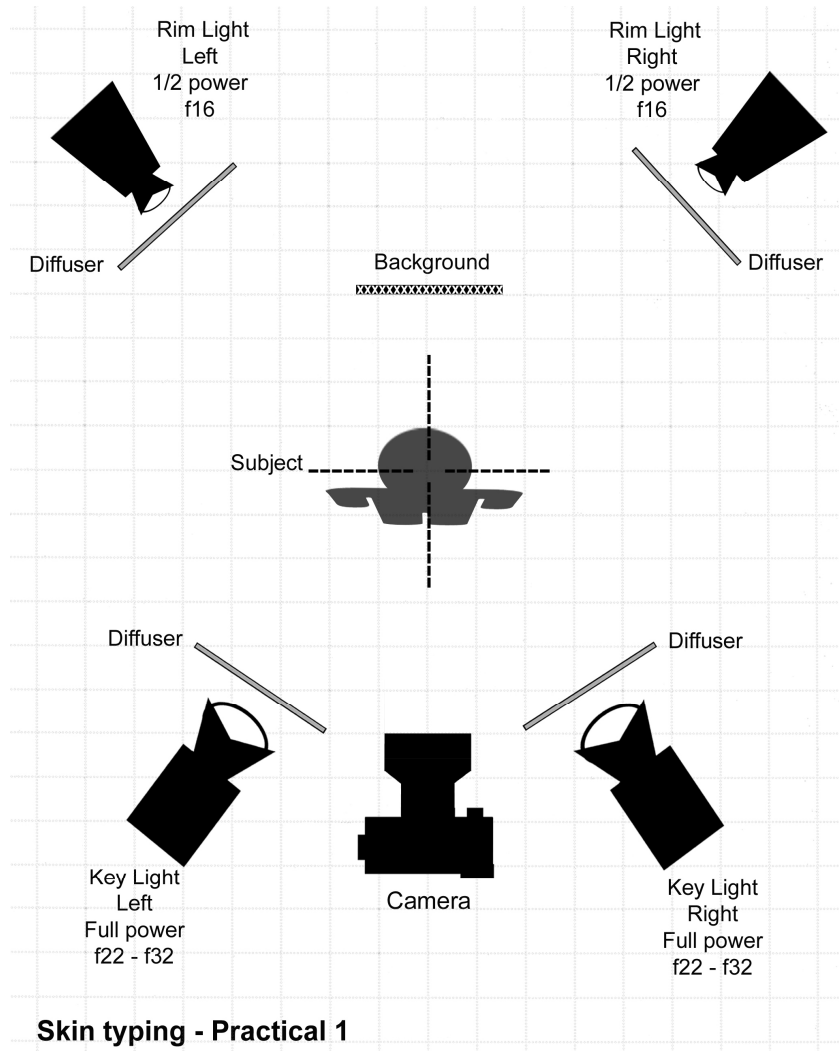 Rim Light
Left
1/2 power
f16
Rim Light
Right
1/2 power
f16
Diffuser
Background
Diffuser
Subject
Diffuser
Diffuser
Key Light
Left
Full power
f22 - f32
Camera
Key Light
Right
Full power
f22 - f32
Skin typing - Practical 1